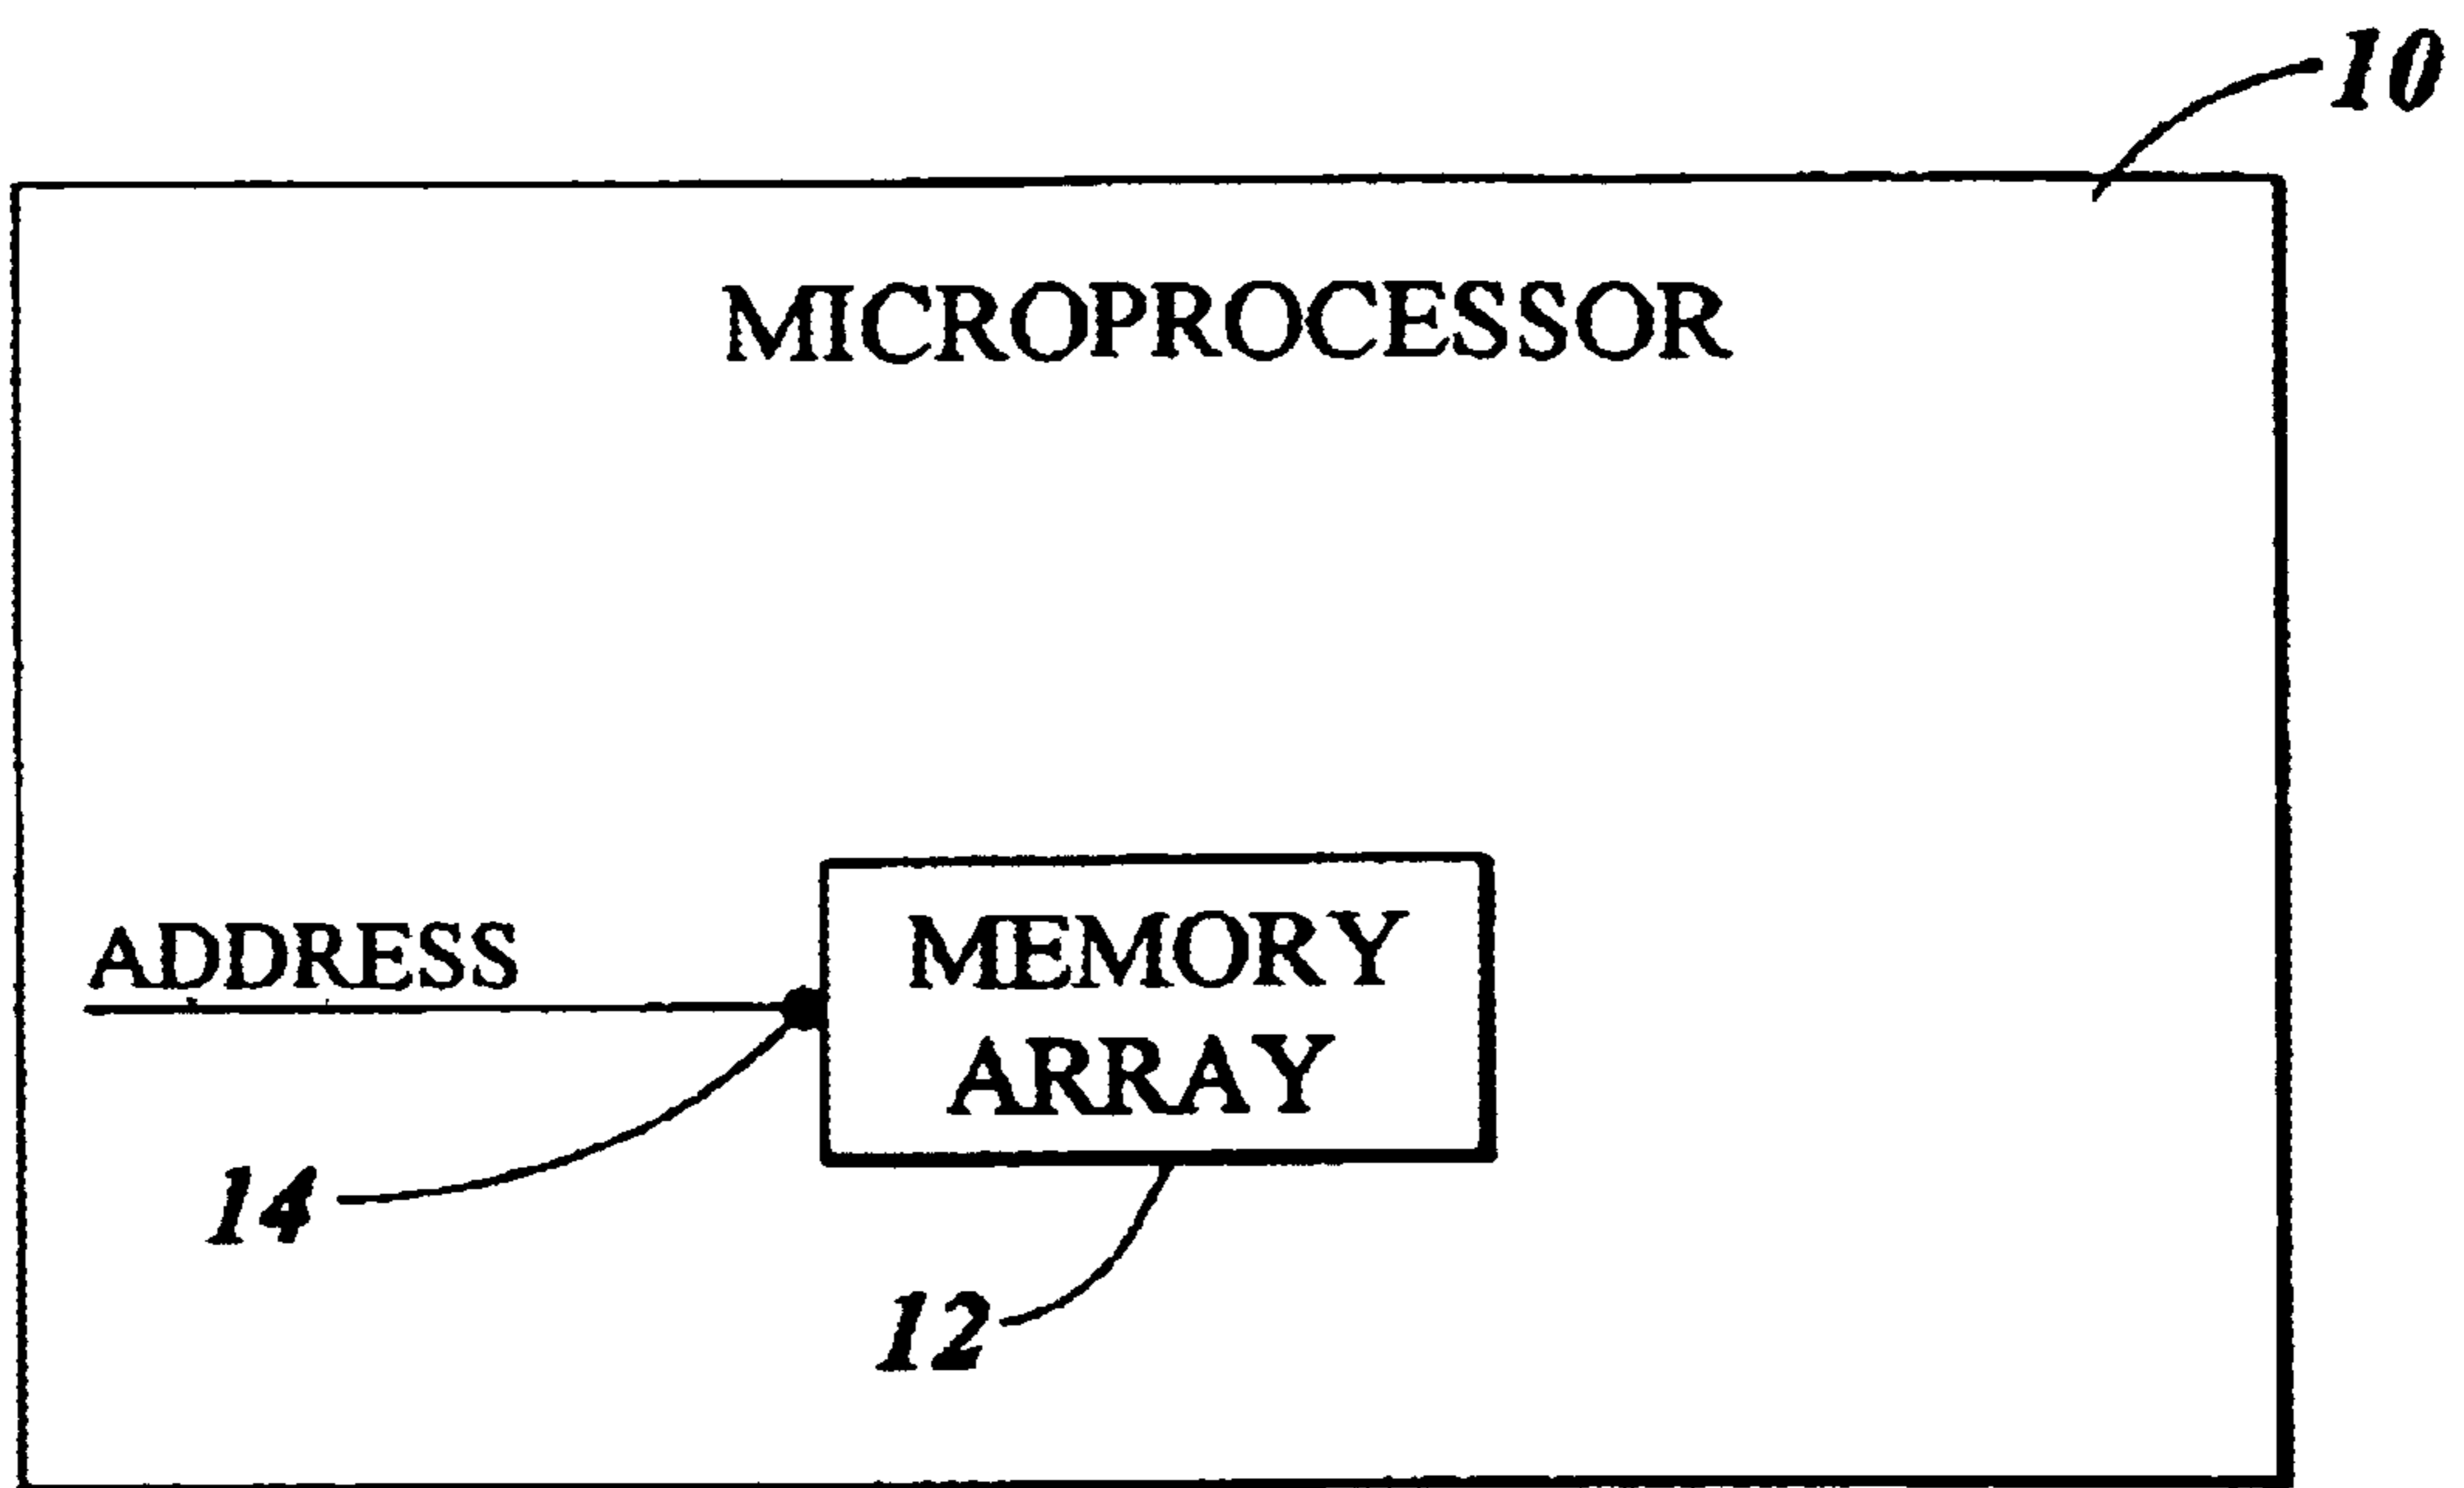 10
MICROPROCESSOR
ADDRESS
MEMORY
ARRAY
14
12